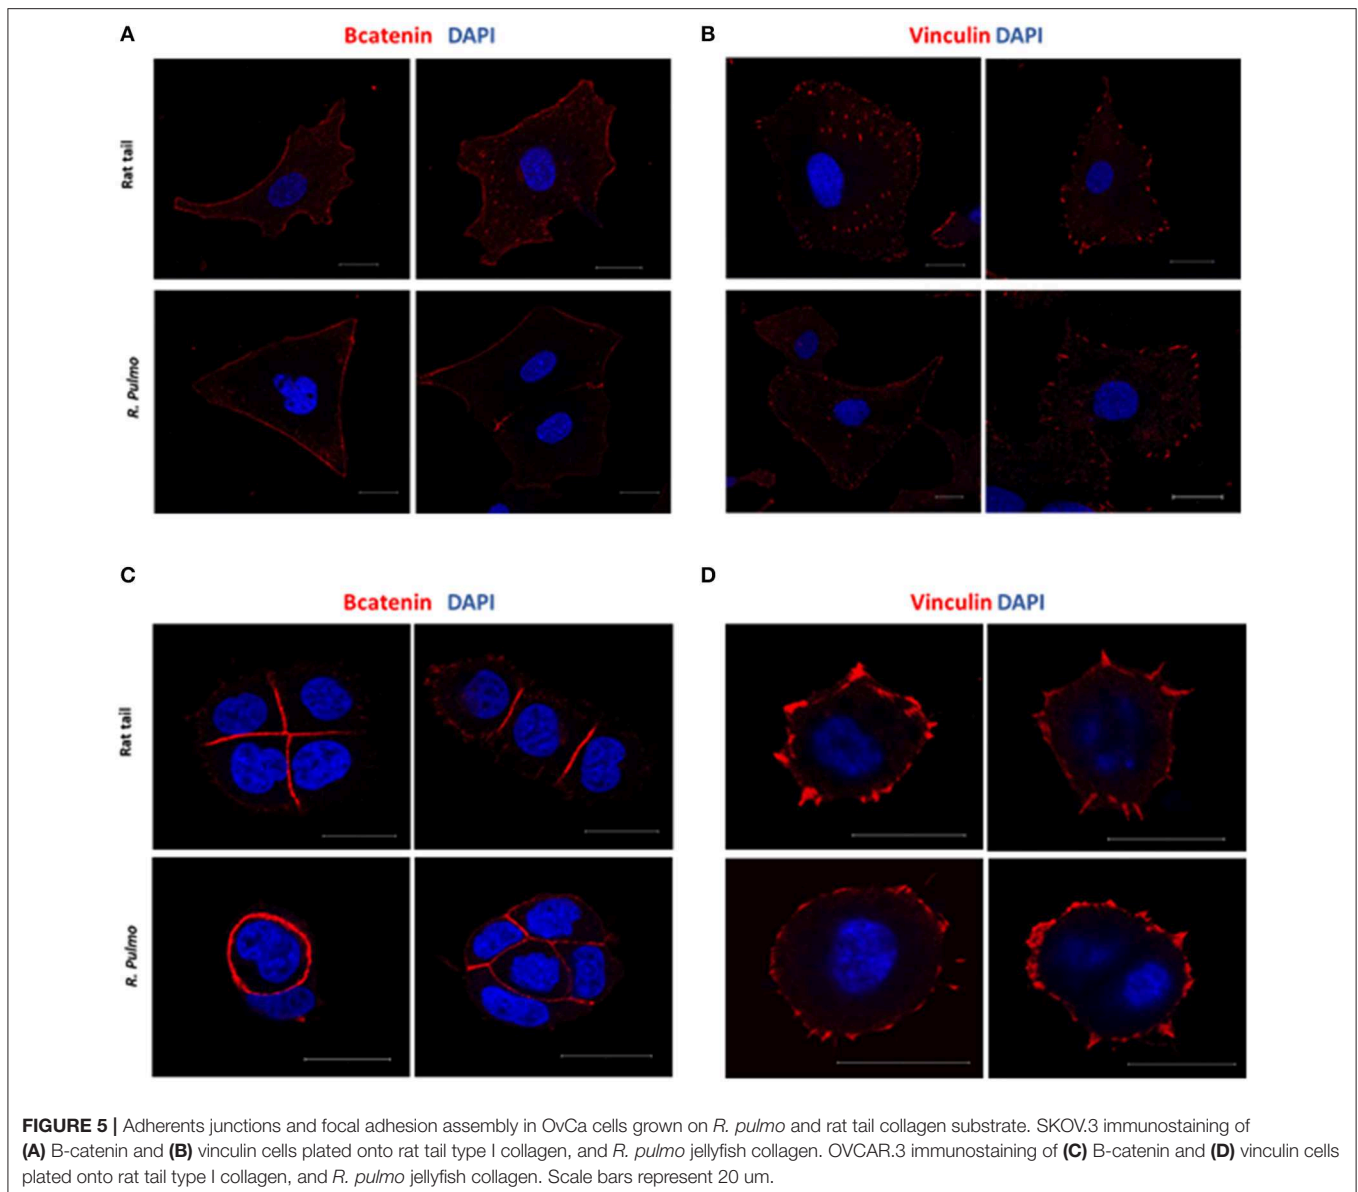 A
Bcatenin DAPI
B
Vinculin DAPI
Rat tail
R. Pulmo
C
Bcatenin DAPI
D
Vinculin DAPI
Rat tail
R. Pulmo
FIGURE 5 | Adherents junctions and focal adhesion assembly in OvCa cells grown on R. pulmo and rat tail collagen substrate. SKOV.3 immunostaining of
(A) B-catenin and (B) vinculin cells plated onto rat tail type I collagen, and R. pulmo jellyfish collagen. OVCAR.3 immunostaining of (C) B-catenin and (D) vinculin cells
plated onto rat tail type I collagen, and R. pulmo jellyfish collagen. Scale bars represent 20 um.